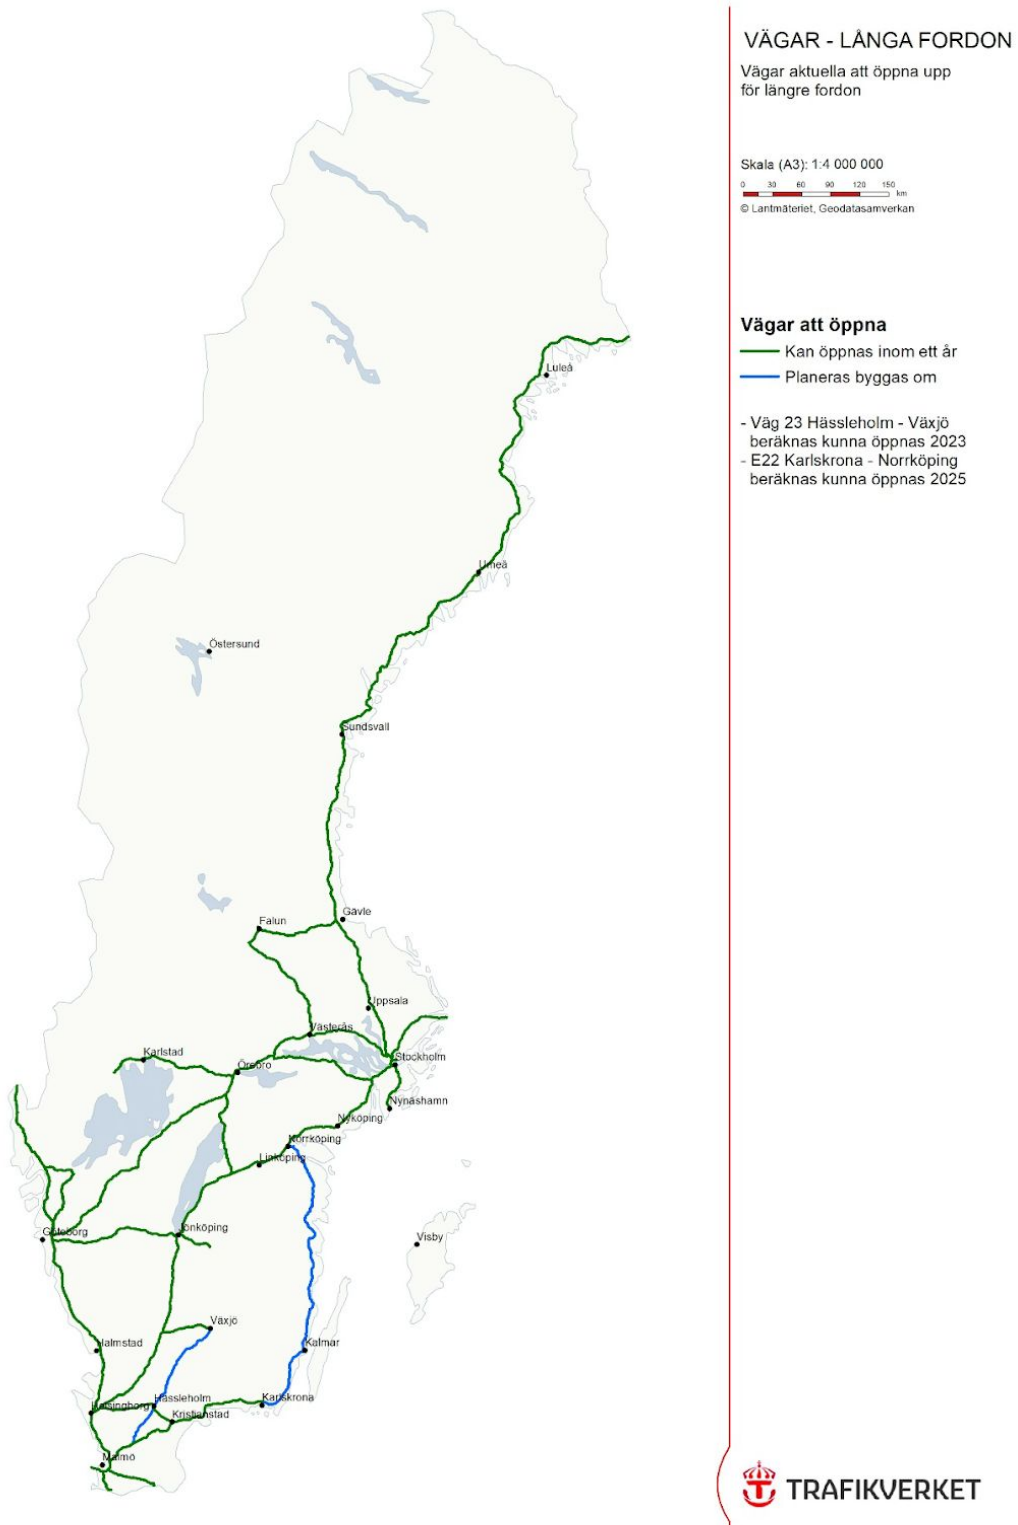 VÄGAR - LÅNGA FORDON
Vägar aktuella att öppna upp
för längre fordon
Skala (A3): 1:4 000 000
0 30 60 90 120 150
km
© Lantmäteriet, Geodatasamverkan
Vägar att öppna
Kan öppnas inom ett år
Planeras byggas om
- Väg 23 Hässleholm - Växjö
beräknas kunna öppnas 2023
- E22 Karlskrona - Norrköping
beräknas kunna öppnas 2025
Luleå
Umeå
Östersund
Sundsvall
Gävle
Falun
Uppsala
Västerås
Karlstad
Stockholm
Örebro
Nynäshamn
Nyköping
Norrköping
Linköping
Göteborg
Jönköping
Visby
Växjö
Halmstad
Kalmar
Hässleholm
Karlskrona
Helsingborg
Kristianstad
Malmö
TRAFIKVERKET